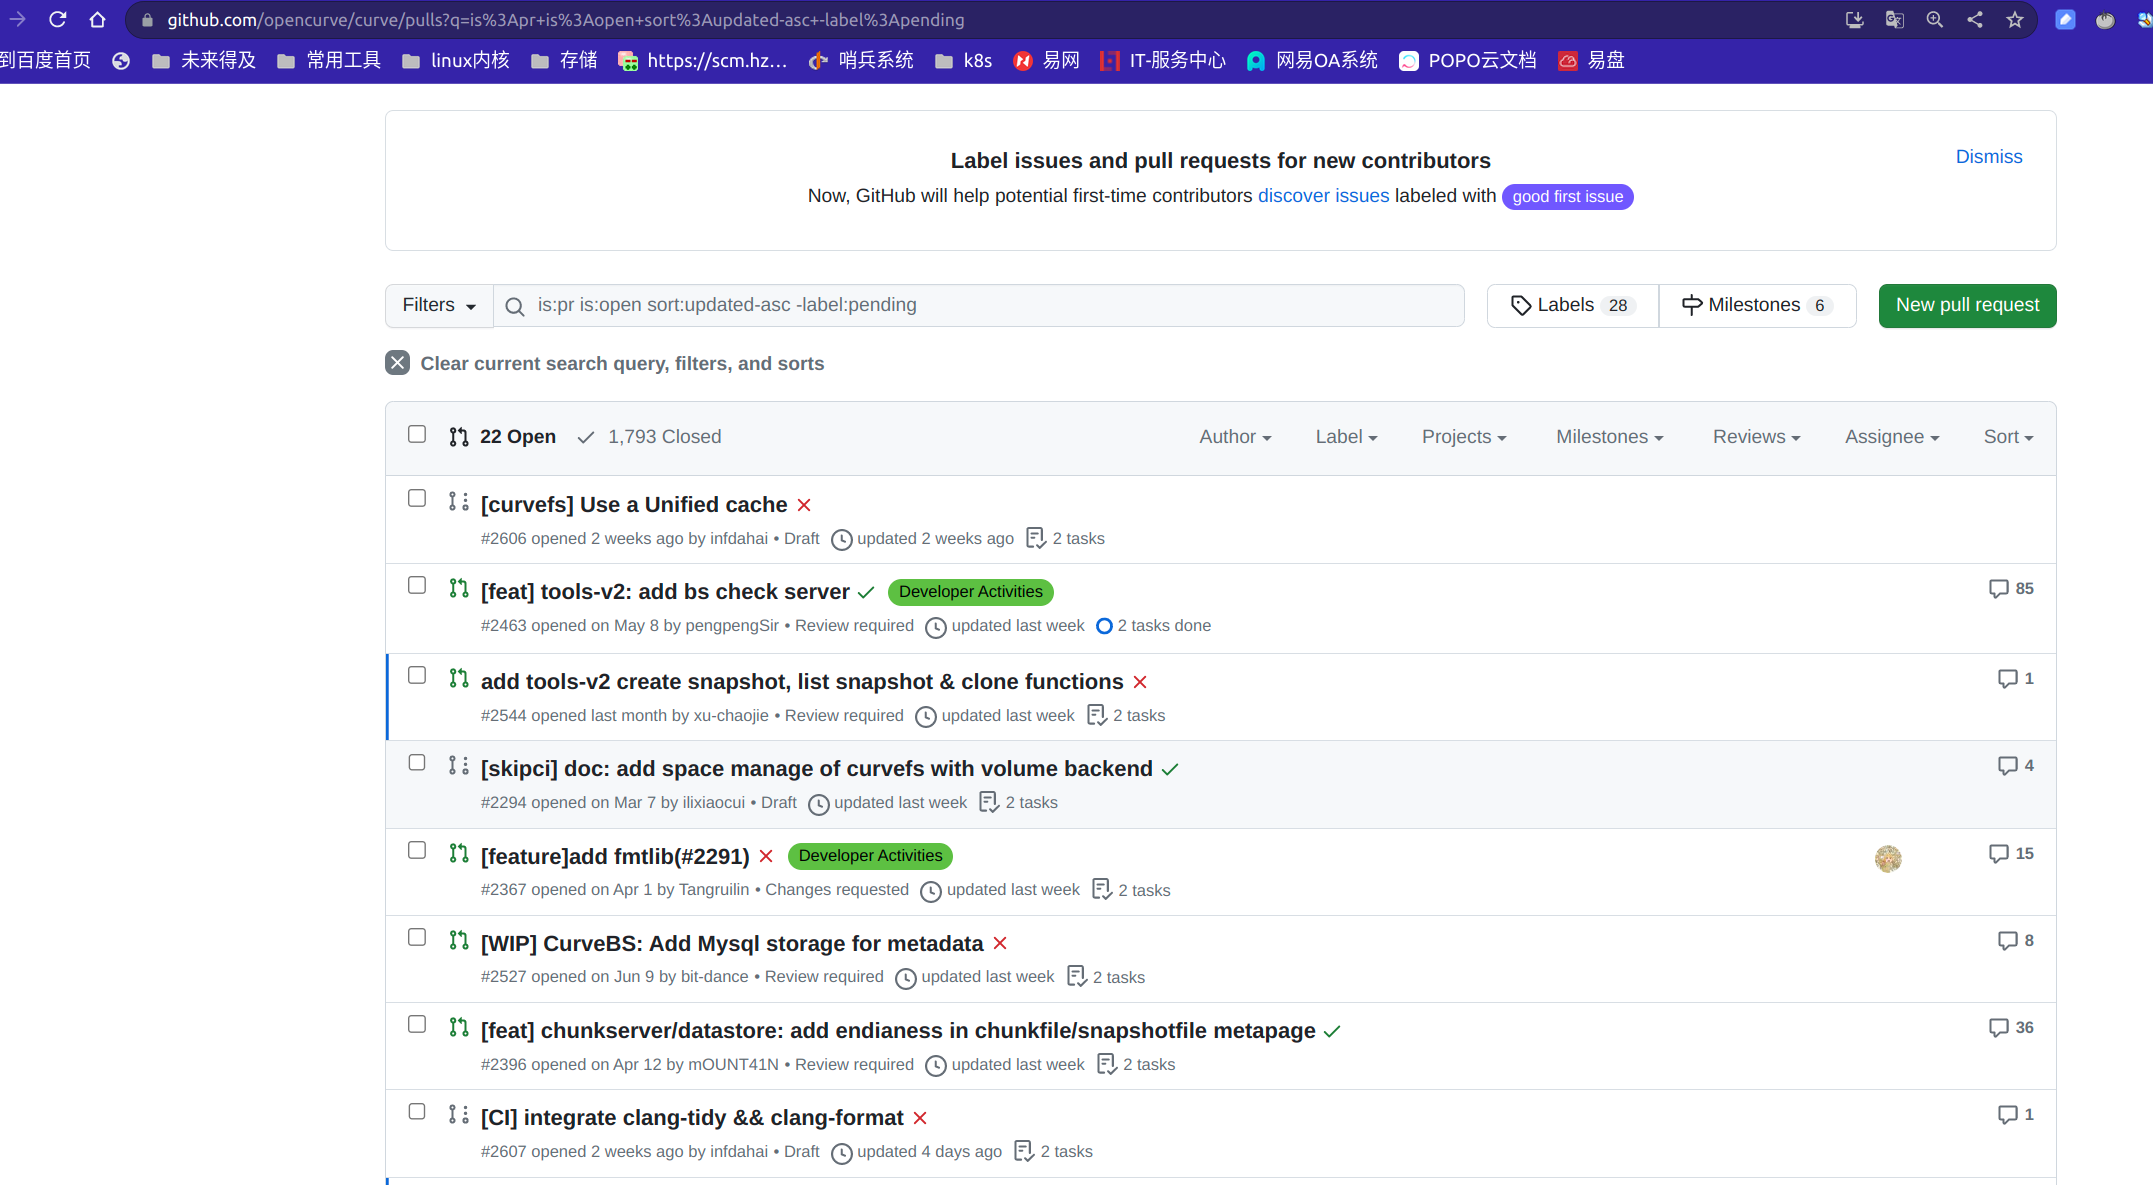 github.com/opencurve/curve/pulls?q=is%3Apr+is%3Aopen+sort%3Aupdated-asc+-label%3Apending
到百度首页 未来得及 常用工具 linux内核 存储 https://scm.hz... 哨兵系统 k8s 易网 IT-服务中心 网易OA系统 POPO云文档 易盘
Label issues and pull requests for new contributors
Dismiss
Now, GitHub will help potential first-time contributors discover issues labeled with good first issue
Filters is:pr is:open sort:updated-asc -label:pending Labels 28 Milestones 6 New pull request
Clear current search query, filters, and sorts
22 Open 1,793 Closed Author Label Projects Milestones Reviews Assignee Sort
[curvefs] Use a Unified cache
#2606 opened 2 weeks ago by infdahai • Draft updated 2 weeks ago 2 tasks
[feat] tools-v2: add bs check server Developer Activities 85
#2463 opened on May 8 by pengpengSir • Review required updated last week 2 tasks done
add tools-v2 create snapshot, list snapshot & clone functions 1
#2544 opened last month by xu-chaojie • Review required updated last week 2 tasks
[skipci] doc: add space manage of curvefs with volume backend 4
#2294 opened on Mar 7 by ilixiaocui • Draft updated last week 2 tasks
[feature]add fmtlib(#2291) Developer Activities 15
#2367 opened on Apr 1 by Tangruilin • Changes requested updated last week 2 tasks
[WIP] CurveBS: Add Mysql storage for metadata 8
#2527 opened on Jun 9 by bit-dance • Review required updated last week 2 tasks
[feat] chunkserver/datastore: add endianess in chunkfile/snapshotfile metapage 36
#2396 opened on Apr 12 by mOUNT41N • Review required updated last week 2 tasks
[CI] integrate clang-tidy && clang-format 1
#2607 opened 2 weeks ago by infdahai • Draft updated 4 days ago 2 tasks